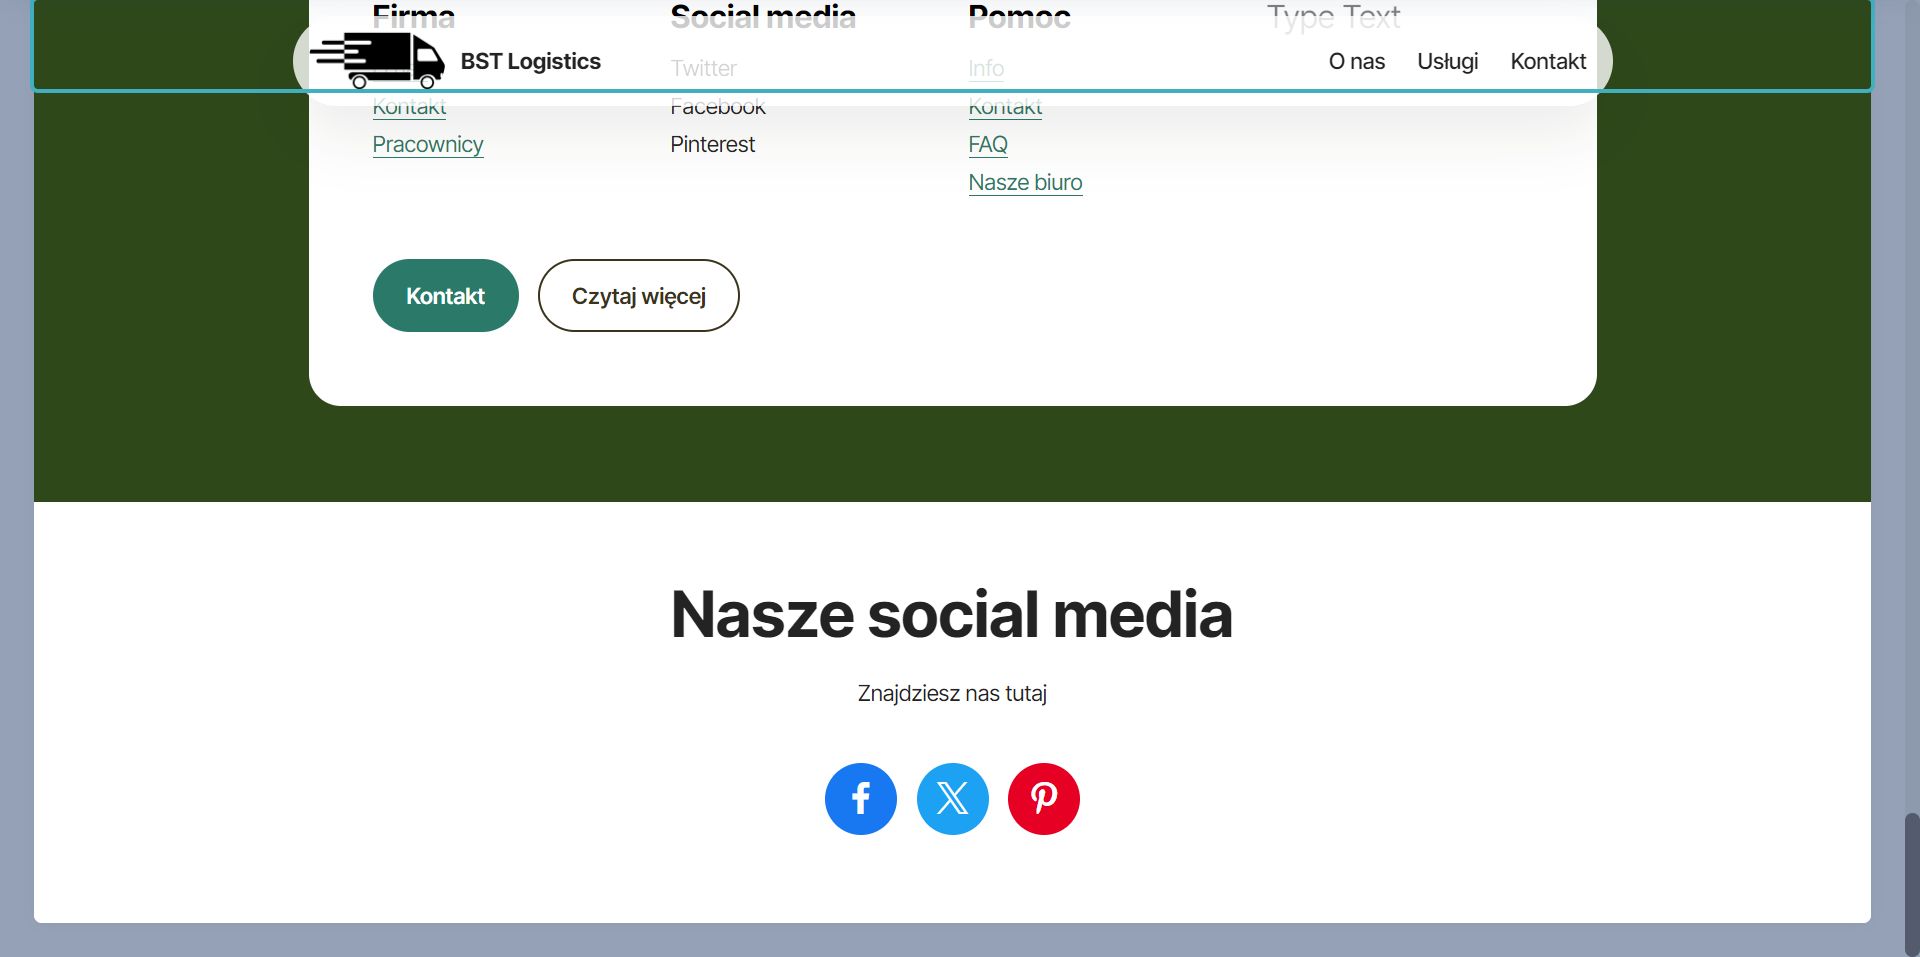 Firma
Social media
Pomoc
Type Text
BST Logistics
O nas
Usługi
Kontakt
Twitter
Info
Kontakt
Facebook
Kontakt
Pracownicy
Pinterest
FAQ
Nasze biuro
Kontakt
Czytaj więcej
Nasze social media
Znajdziesz nas tutaj